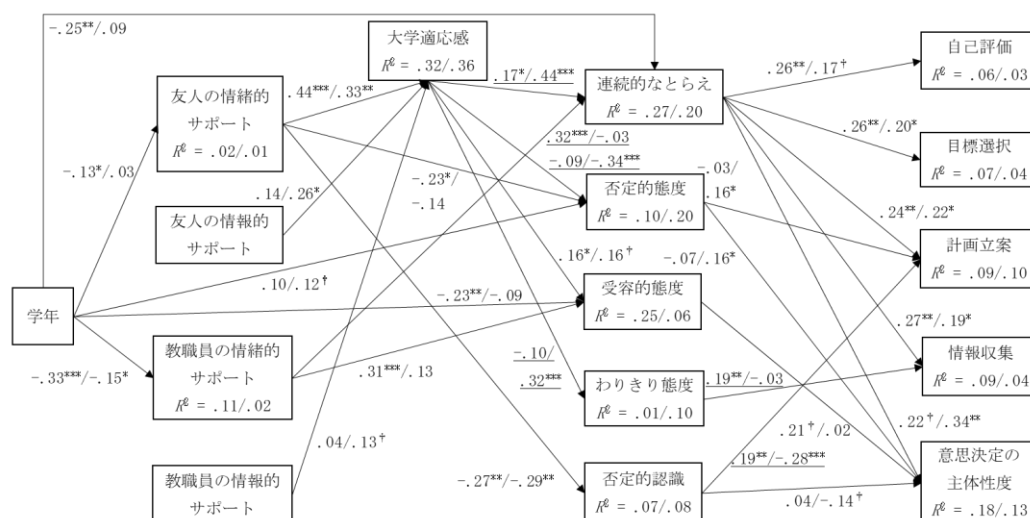 -.25**/.09
大学適応感
R² = .32/.36
自己評価
R² = .06/.03
.26**/.17†
.17*/.44***
連続的なとらえ
R² = .27/.20
友人の情緒的
サポート
R² = .02/.01
.44***/.33**
.26**/.20*
目標選択
R² = .07/.04
.32***/-.03
-.09/-.34***
-.13*/.03
-.23*/
-.14
否定的態度
R² = .10/.20
-.03/
.16*
.14/.26*
友人の情報的
サポート
.24**/.22*
計画立案
R² = .09/.10
.16*/.16†
-.07/.16*
.10/.12†
受容的態度
R² = .25/.06
-.23**/-.09
学年
.27**/.19*
情報収集
R² = .09/.04
教職員の情緒的
サポート
R² = .11/.02
-.33***/-.15*
.31***/.13
-.10/
.32***
わりきり態度
R² = .01/.10
.19**/-.03
.21†/.02
.22†/.34**
.04/.13†
.19**/-.28***
意思決定の
主体性度
R² = .18/.13
否定的認識
R² = .07/.08
-.27**/-.29**
.04/-.14†
教職員の情報的
サポート